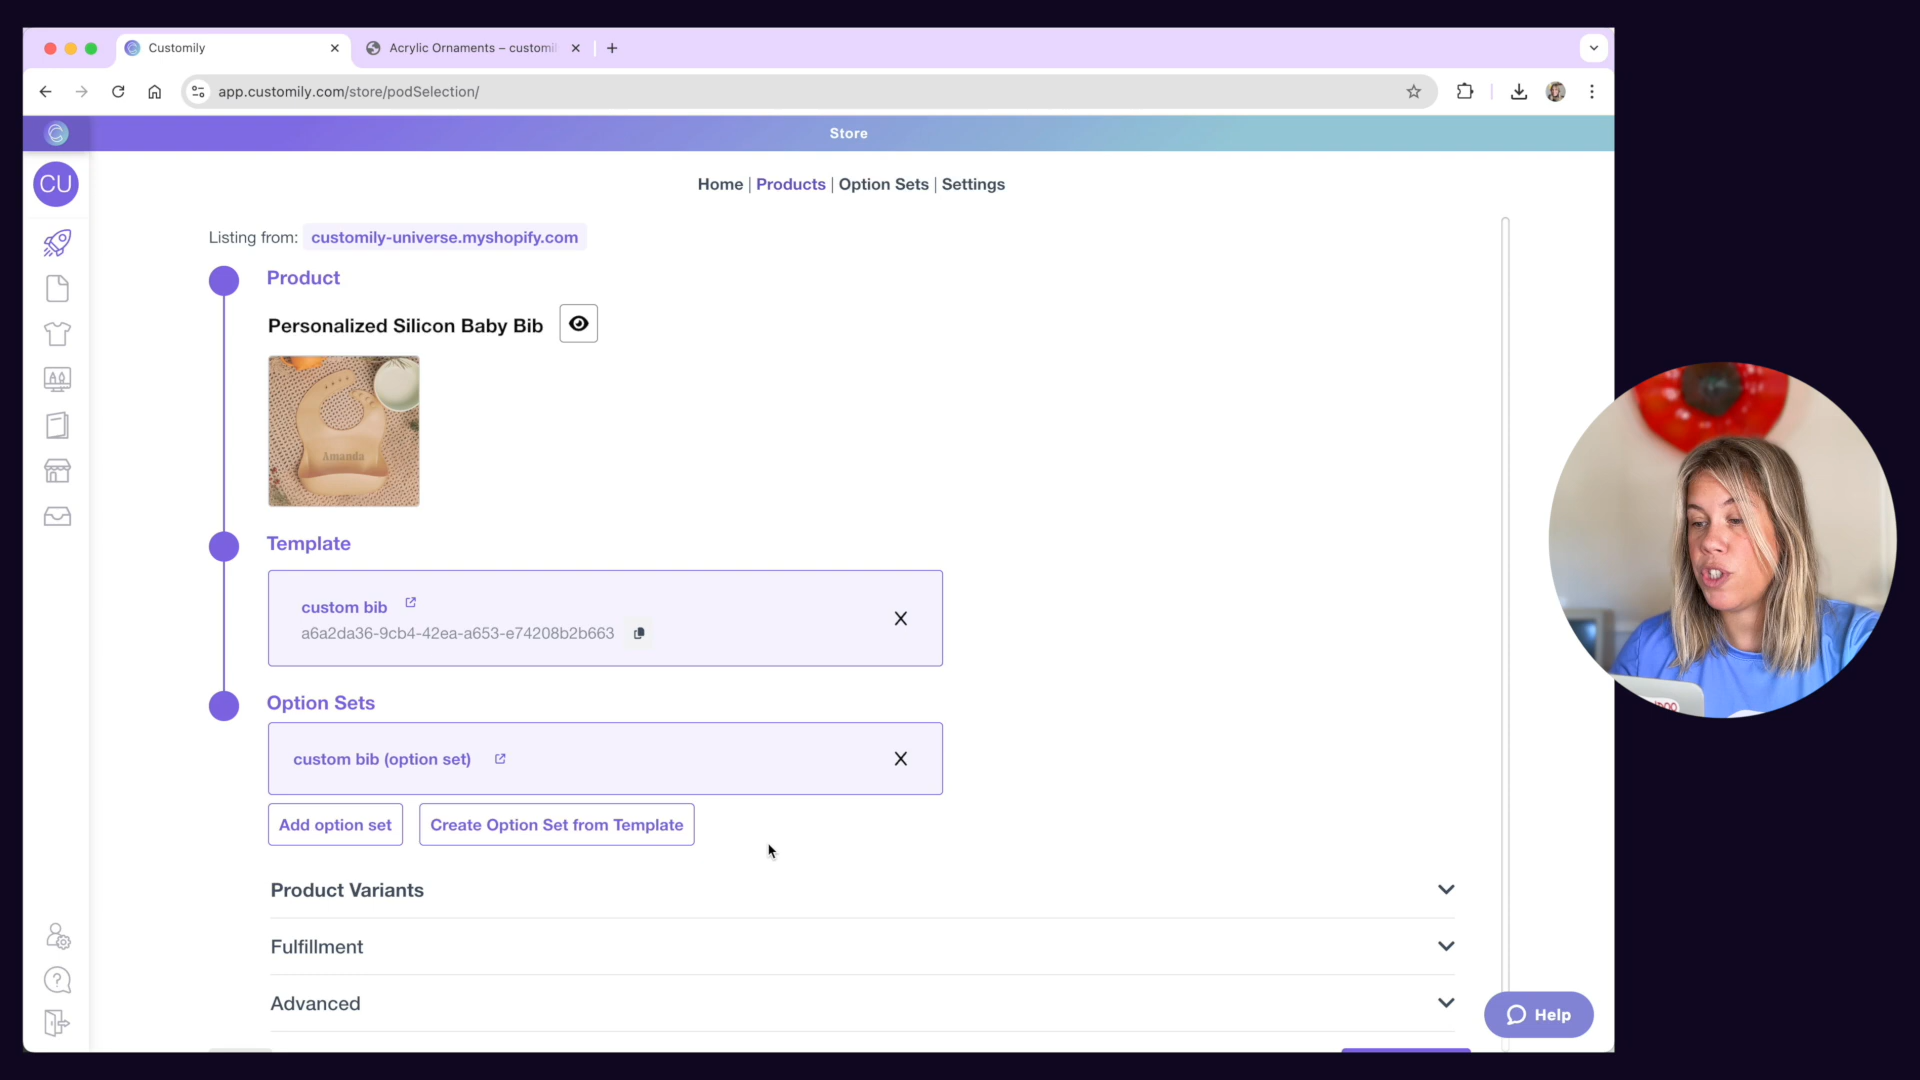 Customily
Acrylic Ornaments – customi
app.customily.com/store/podSelection/
Store
CU
Home | Products | Option Sets | Settings
Listing from: customily-universe.myshopify.com
Product
Personalized Silicon Baby Bib
Amanda
Template
custom bib
a6a2da36-9cb4-42ea-a653-e74208b2b663
X
Option Sets
custom bib (option set)
X
Add option set
Create Option Set from Template
Product Variants
Fulfillment
Advanced
Help